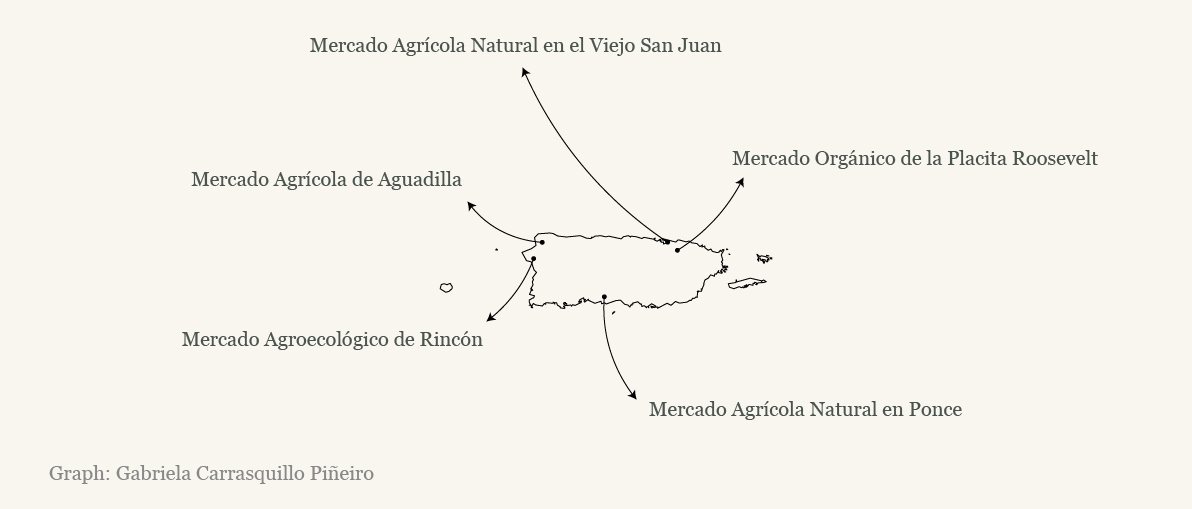 Mercado Agrícola Natural en el Viejo San Juan
Mercado Orgánico de la Placita Roosevelt
Mercado Agrícola de Aguadilla
Mercado Agroecológico de Rincón
Mercado Agrícola Natural en Ponce
Graph: Gabriela Carrasquillo Piñeiro